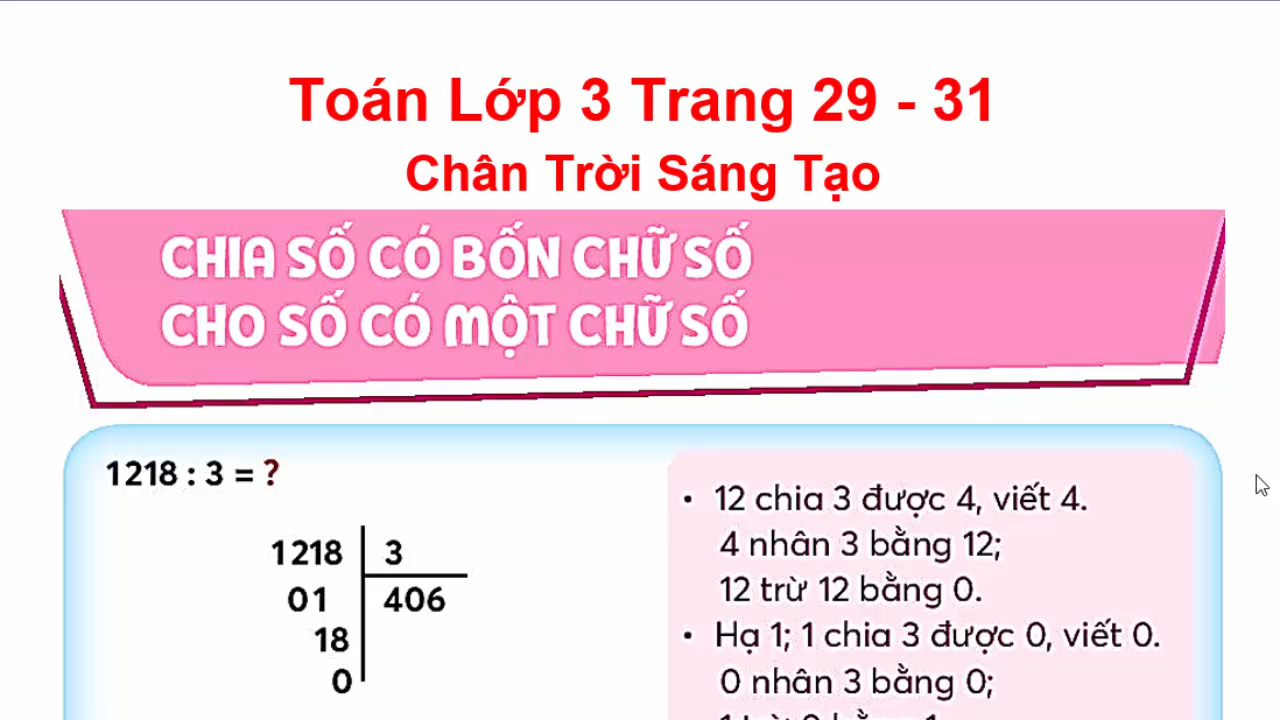 Toán Lớp 3 Trang 29 - 31
Chân Trời Sáng Tạo
CHIA SỐ CÓ BỐN CHỮ SỐ
CHO SỐ CÓ MỘT CHỮ SỐ
1218 : 3 = ?
1218 3
01 406
18
0
• 12 chia 3 được 4, viết 4.
4 nhân 3 bằng 12;
12 trừ 12 bằng 0.
• Hạ 1; 1 chia 3 được 0, viết 0.
0 nhân 3 bằng 0;